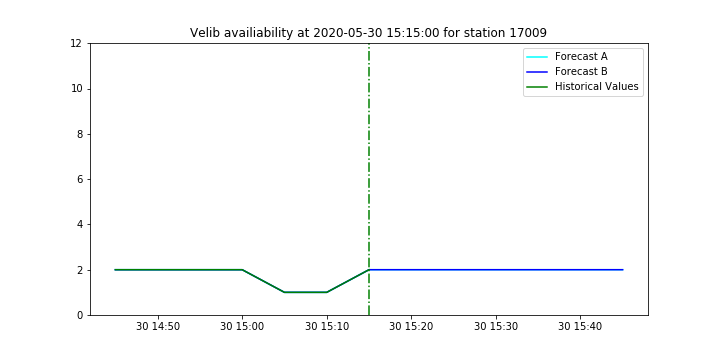 Velib availiability at 2020-05-30 15:15:00 for station 17009
12
10
8
6
4
2
0
Forecast A
Forecast B
Historical Values
30 14:50 30 15:00 30 15:10 30 15:20 30 15:30 30 15:40